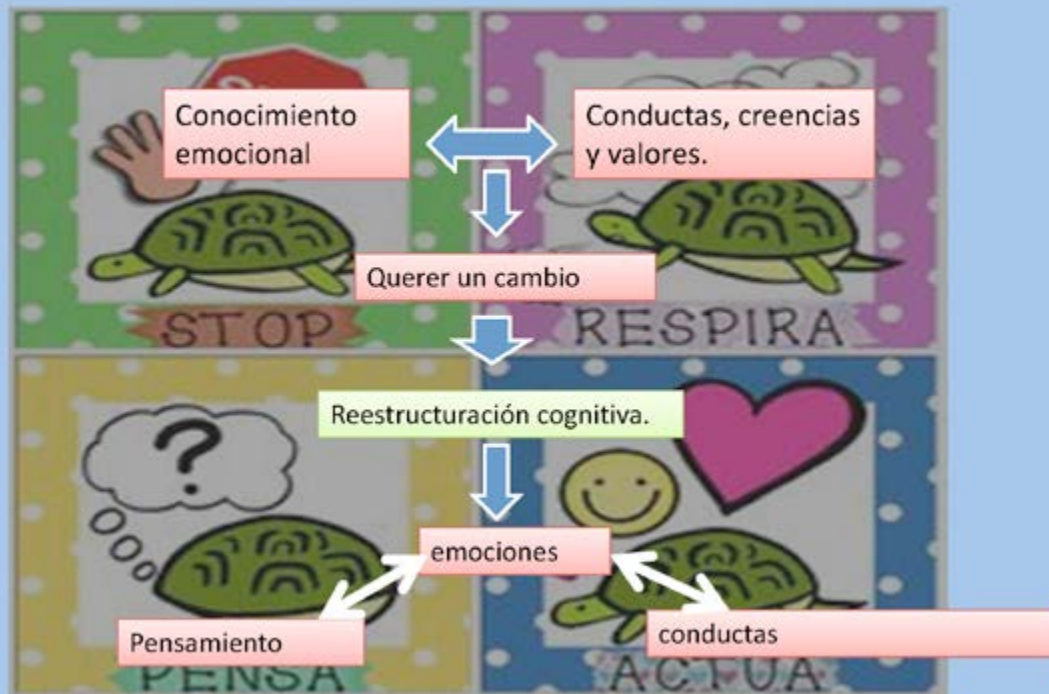 Conocimiento
emocional
Conductas, creencias
y valores.
Querer un cambio
STOP
RESPIRA
Reestructuración cognitiva.
?
emociones
Pensamiento
conductas
PENSA
ACTUA